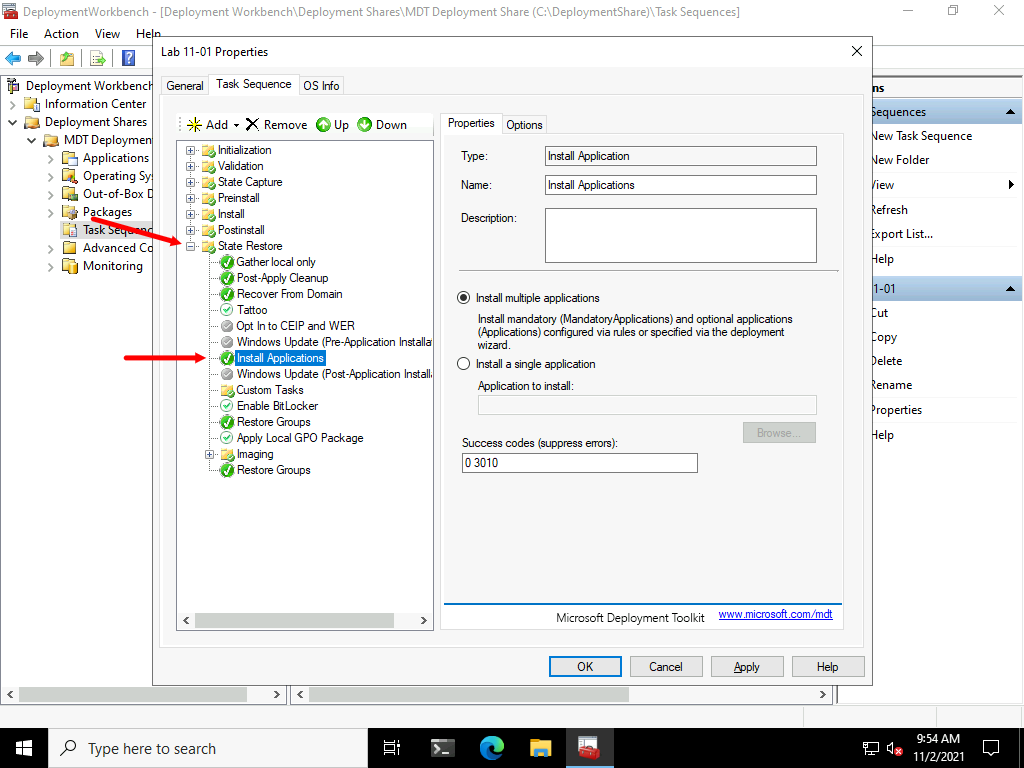 DeploymentWorkbench - [Deployment Workbench\Deployment Shares\MDT Deployment Share (C:\DeploymentShare)\Task Sequences]
File Action View Help
Lab 11-01 Properties
General Task Sequence OS Info
Add Remove Up Down
Initialization
Validation
State Capture
Preinstall
Install
Postinstall
State Restore
Gather local only
Post-Apply Cleanup
Recover From Domain
Tattoo
Opt In to CEIP and WER
Windows Update (Pre-Application Installa
Install Applications
Windows Update (Post-Application Install
Custom Tasks
Enable BitLocker
Restore Groups
Apply Local GPO Package
Imaging
Restore Groups
Properties Options
Type: Install Application
Name: Install Applications
Description:
Install multiple applications
Install mandatory (MandatoryApplications) and optional applications
(Applications) configured via rules or specified via the deployment
wizard.
Install a single application
Application to install:
Browse...
Success codes (suppress errors):
0 3010
Microsoft Deployment Toolkit www.microsoft.com/mdt
OK Cancel Apply Help
Deployment Workbench
Information Center
Deployment Shares
MDT Deploymen
Applications
Operating Sy
Out-of-Box D
Packages
Task Sequenc
Advanced Co
Monitoring
ns
Sequences
New Task Sequence
New Folder
View
Refresh
Export List...
Help
11-01
Cut
Copy
Delete
Rename
Properties
Help
Type here to search
9:54 AM
11/2/2021